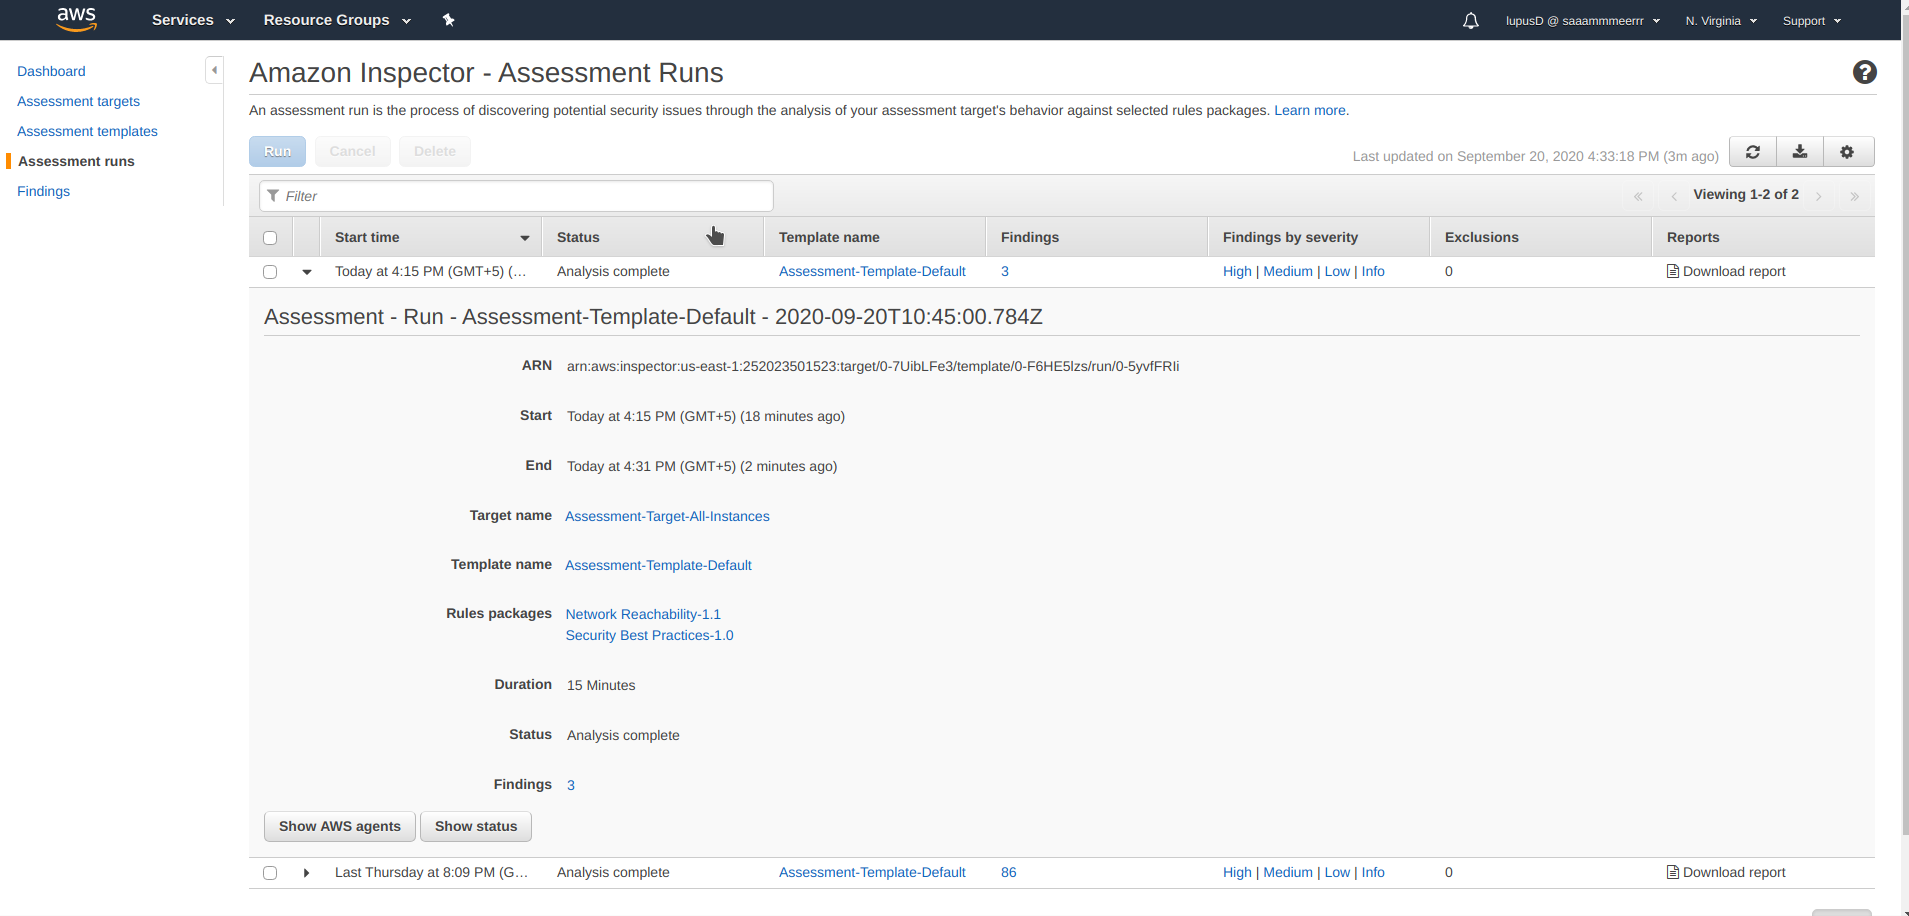 aws Services Resource Groups lupusD @ saaammmeerrr N. Virginia Support
Dashboard
Assessment targets
Assessment templates
Assessment runs
Findings
Amazon Inspector - Assessment Runs
An assessment run is the process of discovering potential security issues through the analysis of your assessment target's behavior against selected rules packages. Learn more.
Run Cancel Delete
Last updated on September 20, 2020 4:33:18 PM (3m ago)
Filter
« ‹ Viewing 1-2 of 2 › »
Start time Status Template name Findings Findings by severity Exclusions Reports
Today at 4:15 PM (GMT+5) (... Analysis complete Assessment-Template-Default 3 High | Medium | Low | Info 0 Download report
Assessment - Run - Assessment-Template-Default - 2020-09-20T10:45:00.784Z
ARN arn:aws:inspector:us-east-1:252023501523:target/0-7UibLFe3/template/0-F6HE5lzs/run/0-5yvfFRIi
Start Today at 4:15 PM (GMT+5) (18 minutes ago)
End Today at 4:31 PM (GMT+5) (2 minutes ago)
Target name Assessment-Target-All-Instances
Template name Assessment-Template-Default
Rules packages Network Reachability-1.1
Security Best Practices-1.0
Duration 15 Minutes
Status Analysis complete
Findings 3
Show AWS agents Show status
Last Thursday at 8:09 PM (G... Analysis complete Assessment-Template-Default 86 High | Medium | Low | Info 0 Download report